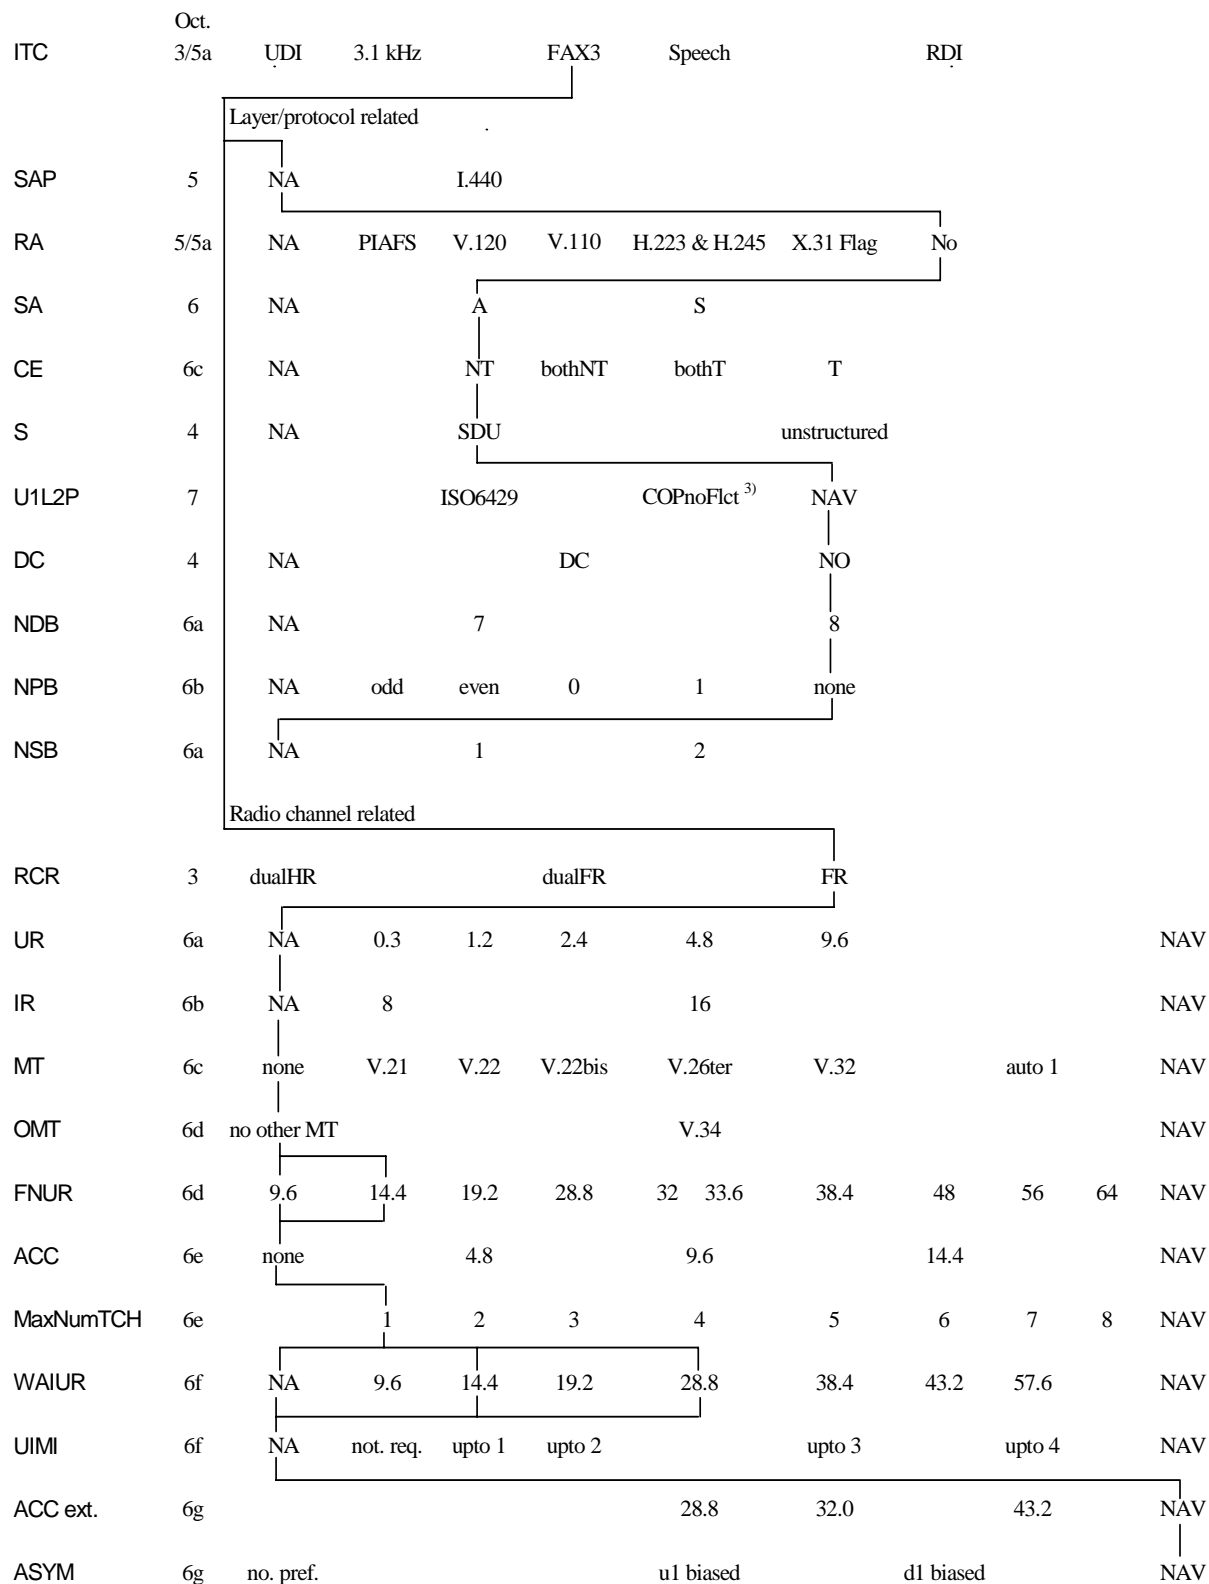 Oct.
ITC 3/5a UDI 3.1 kHz FAX3 Speech RDI
Layer/protocol related
SAP 5 NA I.440
RA 5/5a NA PIAFS V.120 V.110 H.223 & H.245 X.31 Flag No
SA 6 NA A S
CE 6c NA NT bothNT bothT T
S 4 NA SDU unstructured
U1L2P 7 ISO6429 COPnoFlct 3) NAV
DC 4 NA DC NO
NDB 6a NA 7 8
NPB 6b NA odd even 0 1 none
NSB 6a NA 1 2
Radio channel related
RCR 3 dualHR dualFR FR
UR 6a NA 0.3 1.2 2.4 4.8 9.6 NAV
IR 6b NA 8 16 NAV
MT 6c none V.21 V.22 V.22bis V.26ter V.32 auto 1 NAV
OMT 6d no other MT V.34 NAV
FNUR 6d 9.6 14.4 19.2 28.8 32 33.6 38.4 48 56 64 NAV
ACC 6e none 4.8 9.6 14.4 NAV
MaxNumTCH 6e 1 2 3 4 5 6 7 8 NAV
WAIUR 6f NA 9.6 14.4 19.2 28.8 38.4 43.2 57.6 NAV
UIMI 6f NA not. req. upto 1 upto 2 upto 3 upto 4 NAV
ACC ext. 6g 28.8 32.0 43.2 NAV
ASYM 6g no. pref. u1 biased d1 biased NAV